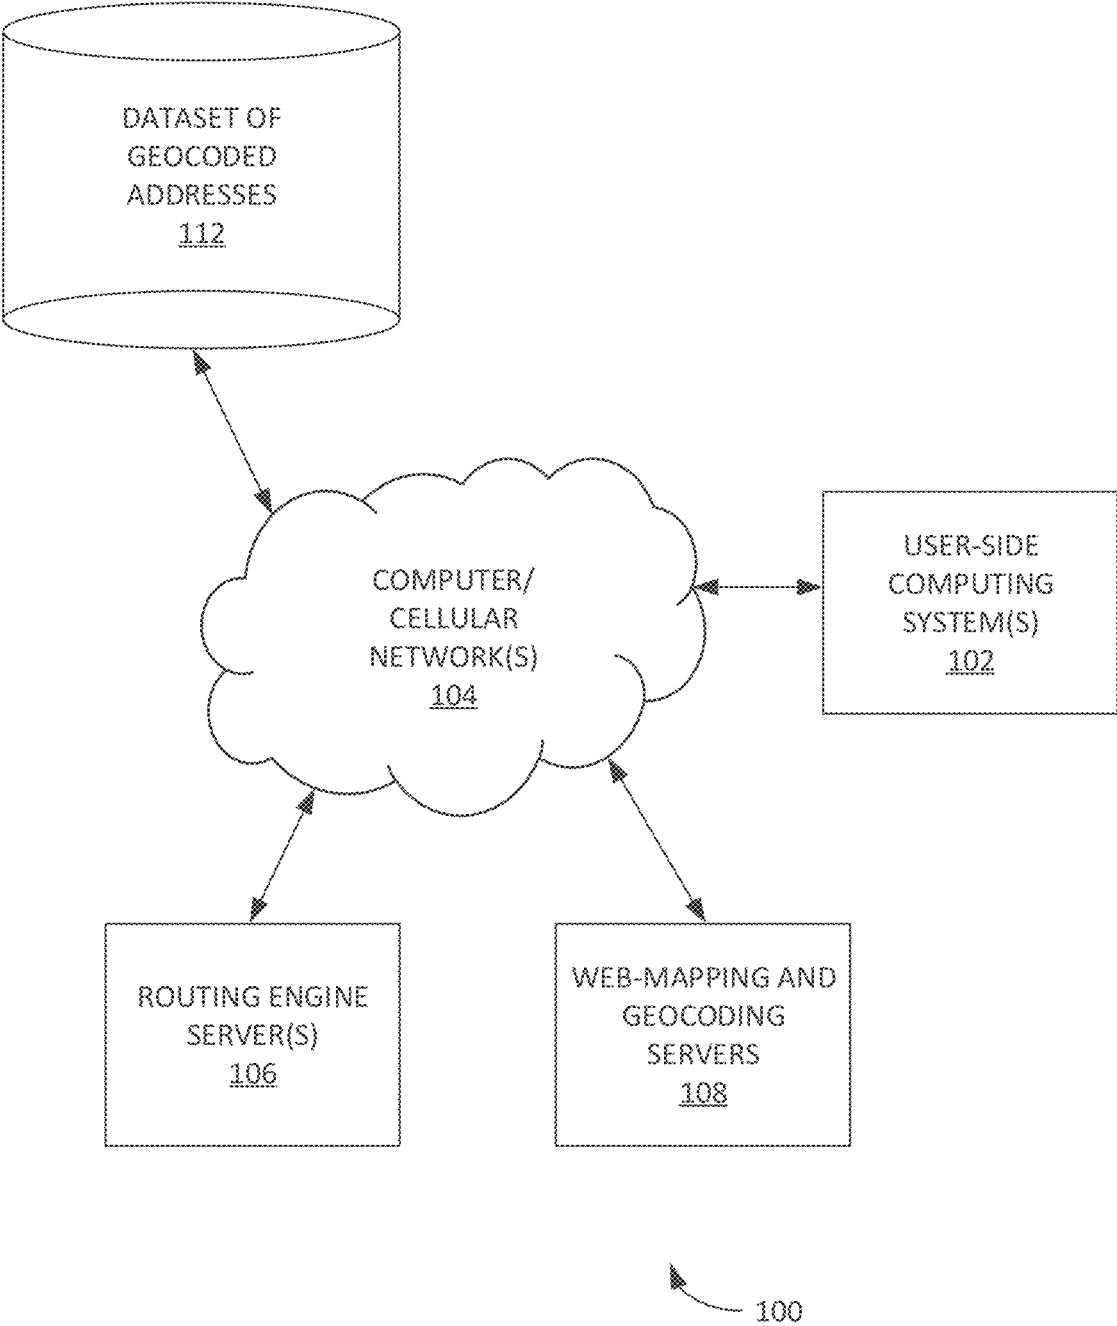 DATASET OF
GEOCODED
ADDRESSES
112
COMPUTER/
CELLULAR
NETWORK(S)
104
USER-SIDE
COMPUTING
SYSTEM(S)
102
ROUTING ENGINE
SERVER(S)
106
WEB-MAPPING AND
GEOCODING
SERVERS
108
100